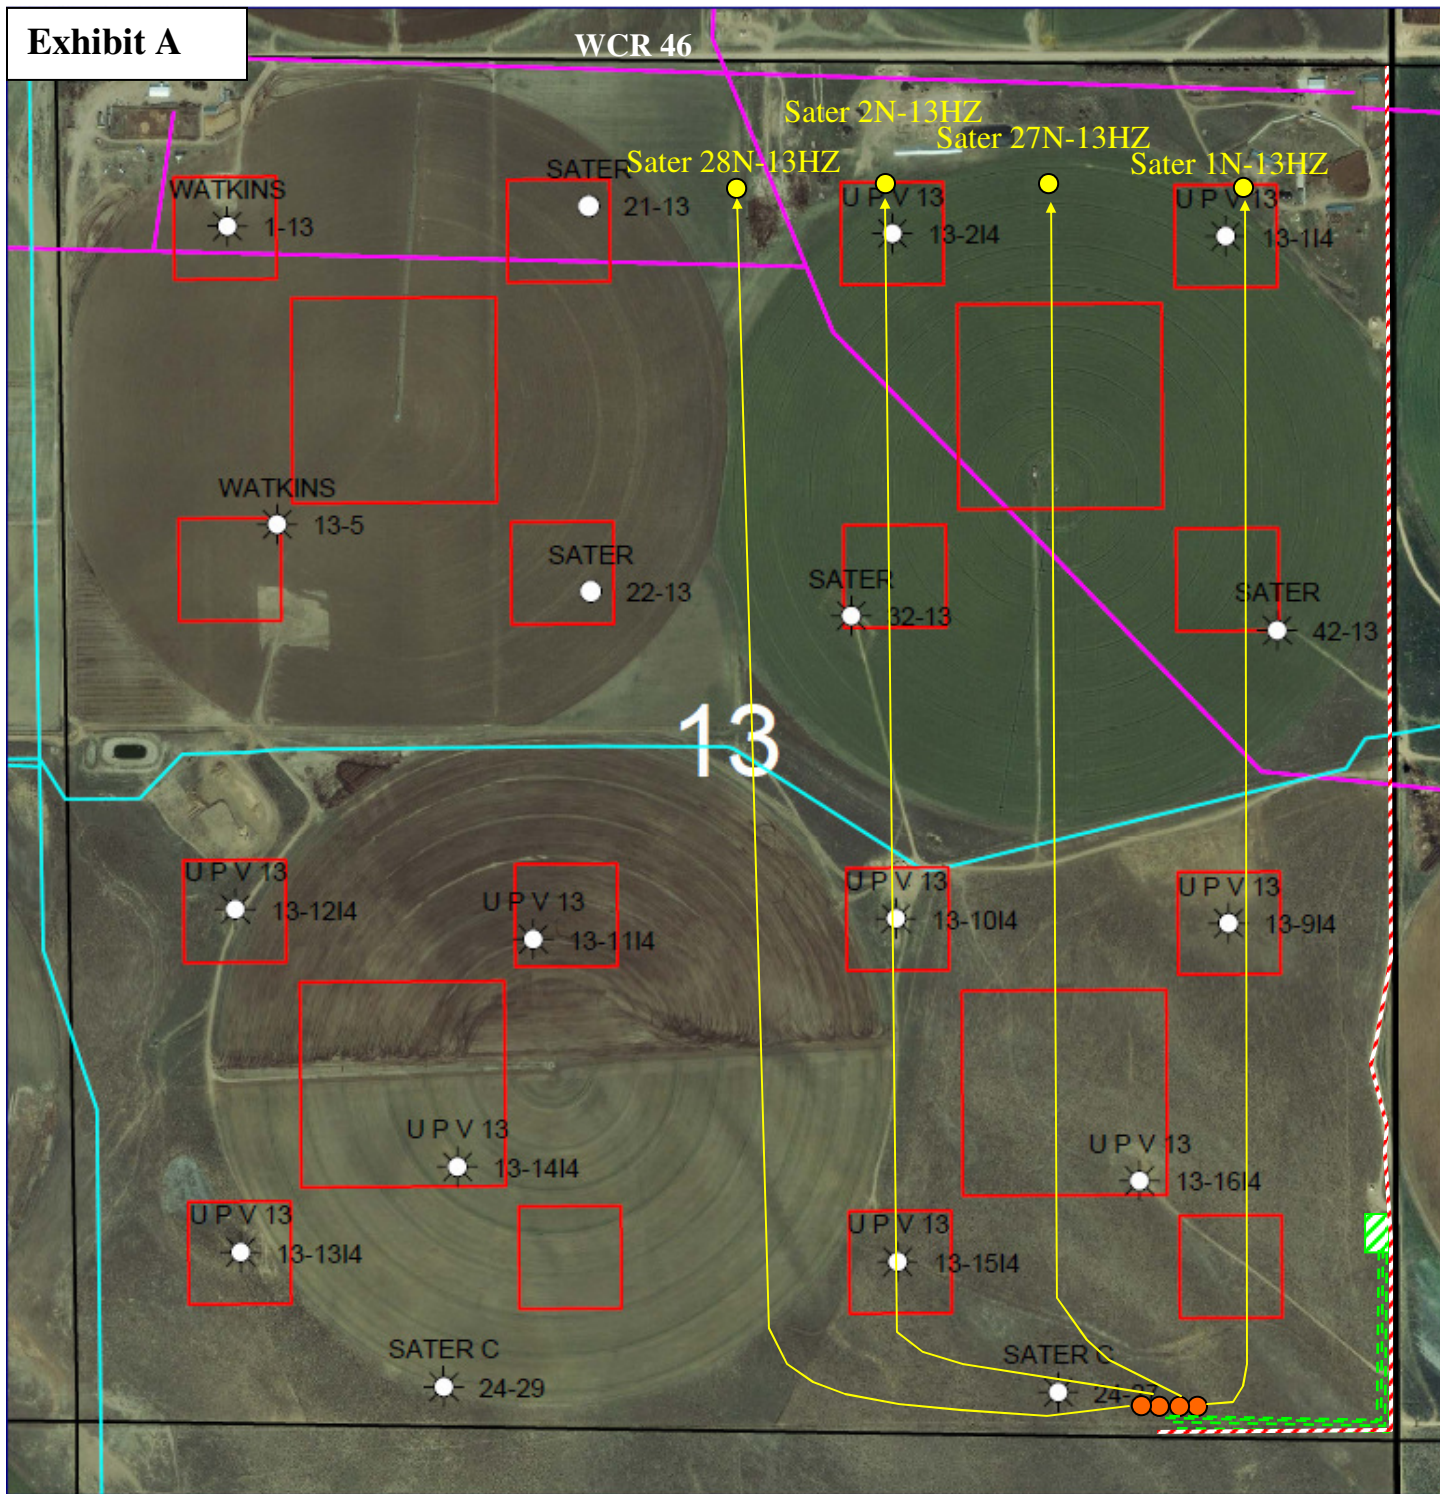 Exhibit A
WCR 46
Sater 2N-13HZ
Sater 27N-13HZ
Sater 28N-13HZ
Sater 1N-13HZ
WATKINS
1-13
SATER
21-13
U P V 13
13-2I4
U P V 13
13-1I4
WATKINS
13-5
SATER
22-13
SATER
32-13
SATER
42-13
13
U P V 13
13-12I4
U P V 13
13-11I4
U P V 13
13-10I4
U P V 13
13-9I4
U P V 13
13-14I4
U P V 13
13-16I4
U P V 13
13-13I4
U P V 13
13-15I4
SATER C
24-29
SATER C
24-27